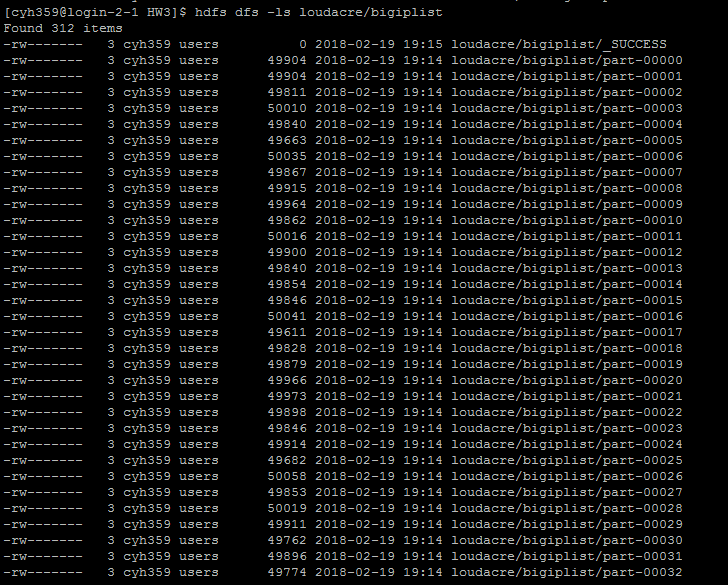 [cyh359@login-2-1 HW3]$ hdfs dfs -ls loudacre/bigiplist
Found 312 items
-rw------- 3 cyh359 users 0 2018-02-19 19:15 loudacre/bigiplist/_SUCCESS
-rw------- 3 cyh359 users 49904 2018-02-19 19:14 loudacre/bigiplist/part-00000
-rw------- 3 cyh359 users 49904 2018-02-19 19:14 loudacre/bigiplist/part-00001
-rw------- 3 cyh359 users 49811 2018-02-19 19:14 loudacre/bigiplist/part-00002
-rw------- 3 cyh359 users 50010 2018-02-19 19:14 loudacre/bigiplist/part-00003
-rw------- 3 cyh359 users 49840 2018-02-19 19:14 loudacre/bigiplist/part-00004
-rw------- 3 cyh359 users 49663 2018-02-19 19:14 loudacre/bigiplist/part-00005
-rw------- 3 cyh359 users 50035 2018-02-19 19:14 loudacre/bigiplist/part-00006
-rw------- 3 cyh359 users 49867 2018-02-19 19:14 loudacre/bigiplist/part-00007
-rw------- 3 cyh359 users 49915 2018-02-19 19:14 loudacre/bigiplist/part-00008
-rw------- 3 cyh359 users 49964 2018-02-19 19:14 loudacre/bigiplist/part-00009
-rw------- 3 cyh359 users 49862 2018-02-19 19:14 loudacre/bigiplist/part-00010
-rw------- 3 cyh359 users 50016 2018-02-19 19:14 loudacre/bigiplist/part-00011
-rw------- 3 cyh359 users 49900 2018-02-19 19:14 loudacre/bigiplist/part-00012
-rw------- 3 cyh359 users 49840 2018-02-19 19:14 loudacre/bigiplist/part-00013
-rw------- 3 cyh359 users 49854 2018-02-19 19:14 loudacre/bigiplist/part-00014
-rw------- 3 cyh359 users 49846 2018-02-19 19:14 loudacre/bigiplist/part-00015
-rw------- 3 cyh359 users 50041 2018-02-19 19:14 loudacre/bigiplist/part-00016
-rw------- 3 cyh359 users 49611 2018-02-19 19:14 loudacre/bigiplist/part-00017
-rw------- 3 cyh359 users 49828 2018-02-19 19:14 loudacre/bigiplist/part-00018
-rw------- 3 cyh359 users 49879 2018-02-19 19:14 loudacre/bigiplist/part-00019
-rw------- 3 cyh359 users 49966 2018-02-19 19:14 loudacre/bigiplist/part-00020
-rw------- 3 cyh359 users 49973 2018-02-19 19:14 loudacre/bigiplist/part-00021
-rw------- 3 cyh359 users 49898 2018-02-19 19:14 loudacre/bigiplist/part-00022
-rw------- 3 cyh359 users 49846 2018-02-19 19:14 loudacre/bigiplist/part-00023
-rw------- 3 cyh359 users 49914 2018-02-19 19:14 loudacre/bigiplist/part-00024
-rw------- 3 cyh359 users 49682 2018-02-19 19:14 loudacre/bigiplist/part-00025
-rw------- 3 cyh359 users 50058 2018-02-19 19:14 loudacre/bigiplist/part-00026
-rw------- 3 cyh359 users 49853 2018-02-19 19:14 loudacre/bigiplist/part-00027
-rw------- 3 cyh359 users 50019 2018-02-19 19:14 loudacre/bigiplist/part-00028
-rw------- 3 cyh359 users 49911 2018-02-19 19:14 loudacre/bigiplist/part-00029
-rw------- 3 cyh359 users 49762 2018-02-19 19:14 loudacre/bigiplist/part-00030
-rw------- 3 cyh359 users 49896 2018-02-19 19:14 loudacre/bigiplist/part-00031
-rw------- 3 cyh359 users 49774 2018-02-19 19:14 loudacre/bigiplist/part-00032